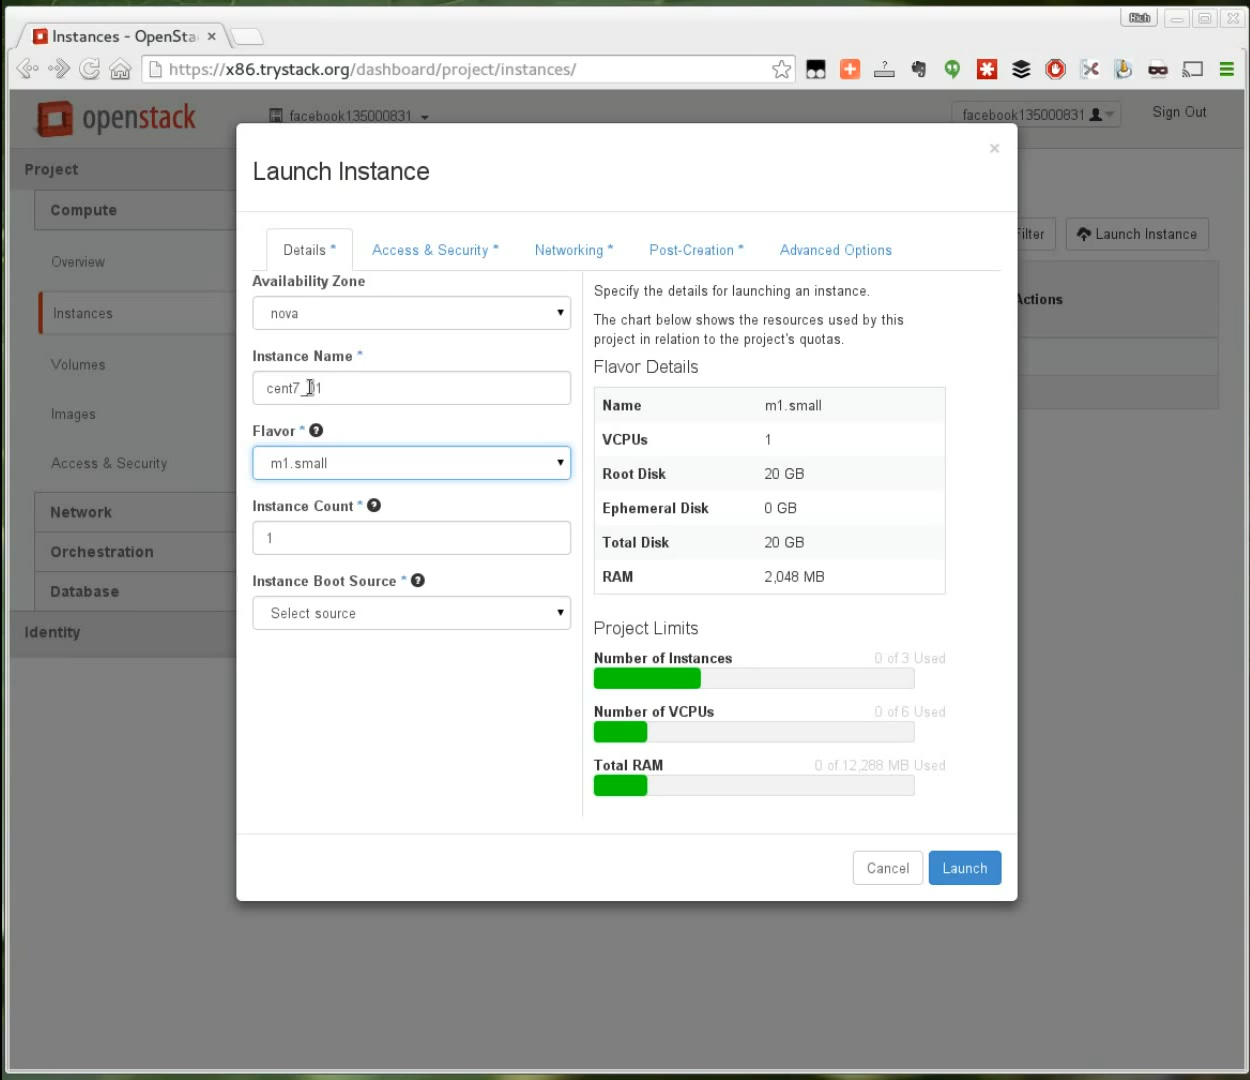 Rich
Instances - OpenSta
https://x86.trystack.org/dashboard/project/instances/
openstack
facebook135000831
facebook135000831
Sign Out
Project
Compute
Overview
Instances
Volumes
Images
Access & Security
Network
Orchestration
Database
Identity
Filter
Launch Instance
Actions
Launch Instance
×
Details *
Access & Security *
Networking *
Post-Creation *
Advanced Options
Availability Zone
nova
Instance Name *
cent7_01
Flavor *
m1.small
Instance Count *
1
Instance Boot Source *
Select source
Specify the details for launching an instance.
The chart below shows the resources used by this
project in relation to the project's quotas.
Flavor Details
Name m1.small
VCPUs 1
Root Disk 20 GB
Ephemeral Disk 0 GB
Total Disk 20 GB
RAM 2,048 MB
Project Limits
Number of Instances 0 of 3 Used
Number of VCPUs 0 of 6 Used
Total RAM 0 of 12,288 MB Used
Cancel
Launch